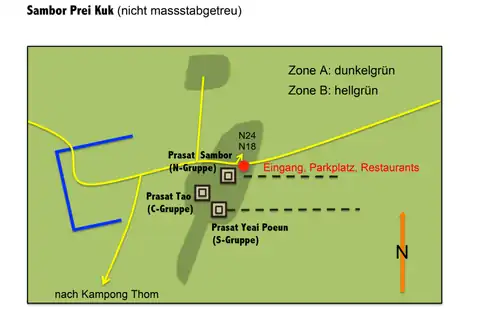 Sambor Prei Kuk (nicht massstabgetreu)
Zone A: dunkelgrün
Zone B: hellgrün
N24
N18
Prasat Sambor
(N-Gruppe)
Eingang, Parkplatz, Restaurants
Prasat Tao
(C-Gruppe)
Prasat Yeai Poeun
(S-Gruppe)
N
nach Kampong Thom